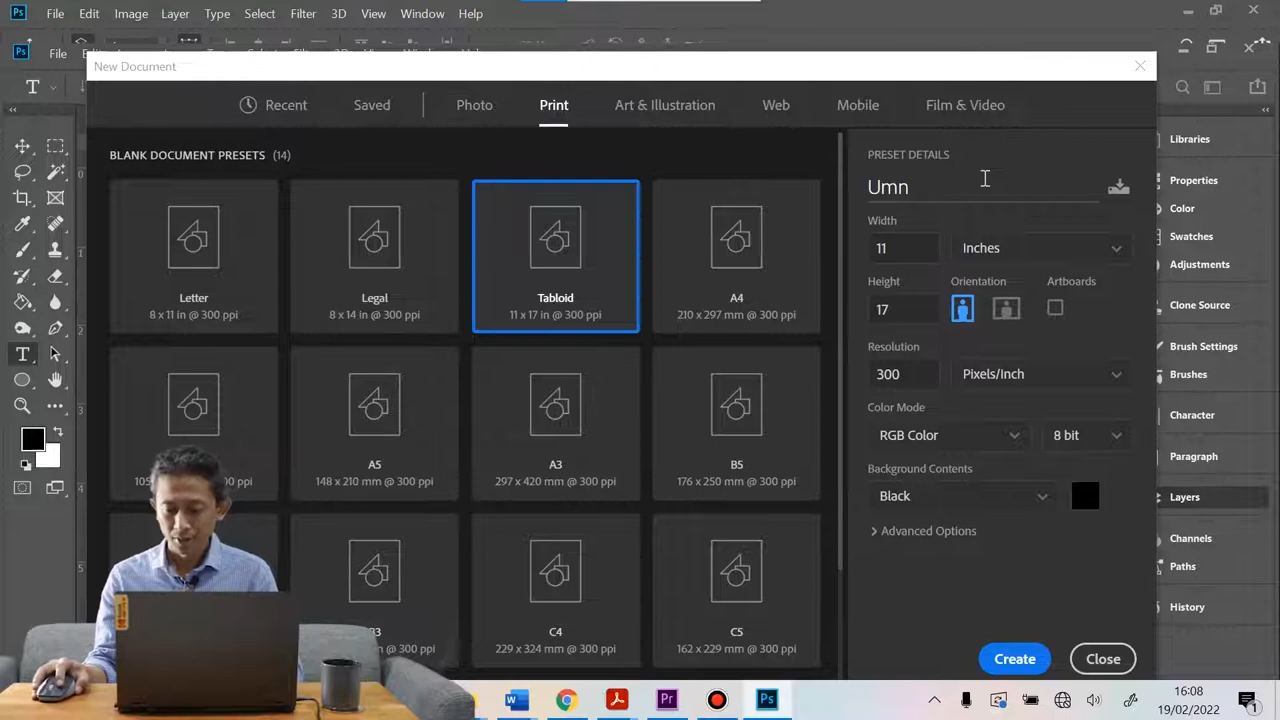 Ps File Edit Image Layer Type Select Filter 3D View Window Help
Ps File
New Document
Recent Saved Photo Print Art & Illustration Web Mobile Film & Video
BLANK DOCUMENT PRESETS (14)
Letter
8 x 11 in @ 300 ppi
Legal
8 x 14 in @ 300 ppi
Tabloid
11 x 17 in @ 300 ppi
A4
210 x 297 mm @ 300 ppi
A5
148 x 210 mm @ 300 ppi
A3
297 x 420 mm @ 300 ppi
B5
176 x 250 mm @ 300 ppi
C4
229 x 324 mm @ 300 ppi
C5
162 x 229 mm @ 300 ppi
PRESET DETAILS
Umn
Width
11 Inches
Height Orientation Artboards
17
Resolution
300 Pixels/Inch
Color Mode
RGB Color 8 bit
Background Contents
Black
Advanced Options
Create Close
Libraries
Properties
Color
Swatches
Adjustments
Clone Source
Brush Settings
Brushes
Character
Paragraph
Layers
Channels
Paths
History
16:08
19/02/2022